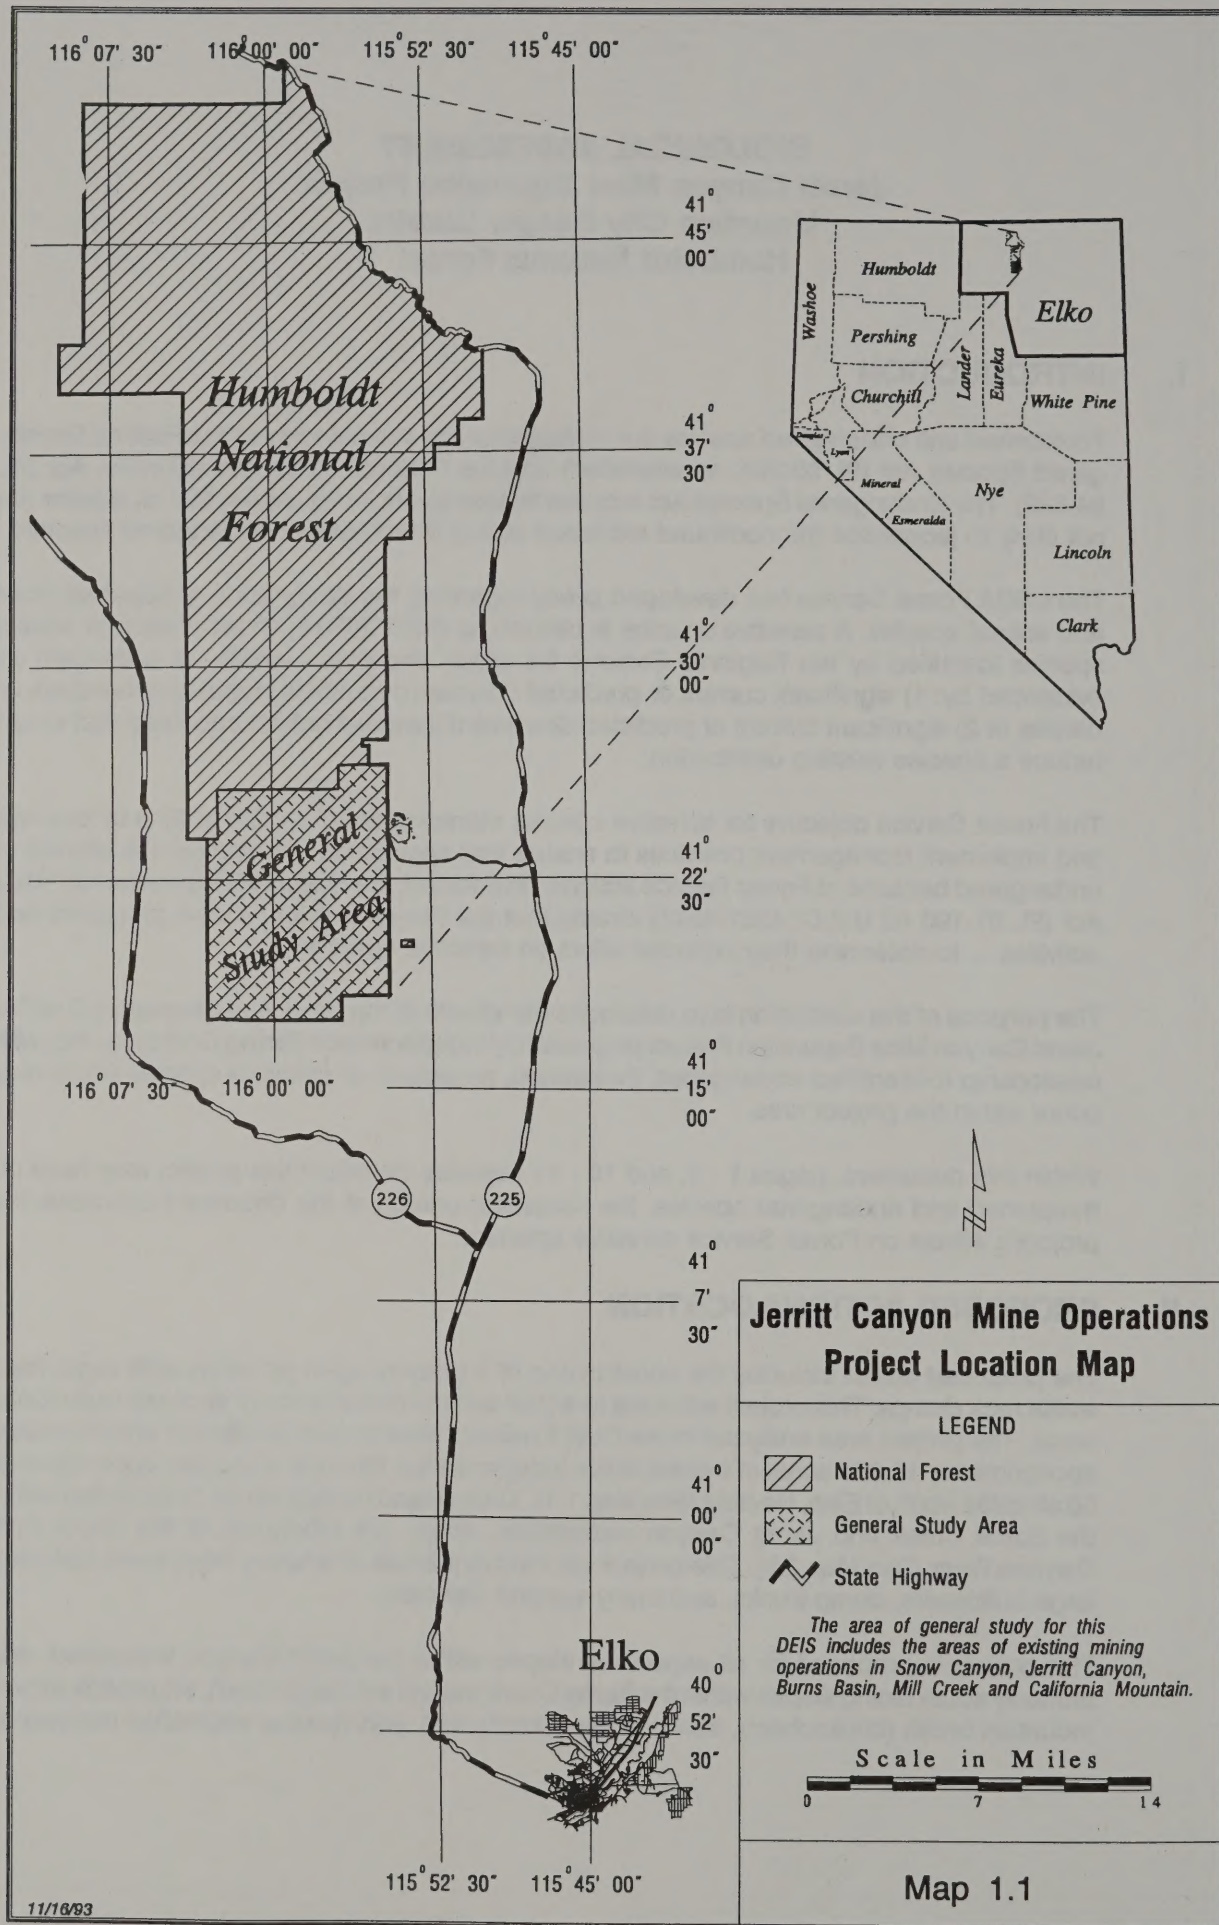 116° 07' 30"
116° 00' 00"
115° 52' 30"
115° 45' 00"
41°
45'
00"
Humboldt
National
Forest
41°
37'
30"
41°
30'
00"
General
Study Area
41°
22'
30"
41°
15'
00"
116° 07' 30"
116° 00' 00"
226
225
41°
7'
30"
41°
00'
00"
Elko
40°
52'
30"
115° 52' 30"
115° 45' 00"
11/16/93
Washoe
Humboldt
Elko
Pershing
Lander
Eureka
Churchill
White Pine
Lyon
Mineral
Nye
Esmeralda
Lincoln
Clark
N
Jerritt Canyon Mine Operations
Project Location Map
LEGEND
National Forest
General Study Area
State Highway
The area of general study for this
DEIS includes the areas of existing mining
operations in Snow Canyon, Jerritt Canyon,
Burns Basin, Mill Creek and California Mountain.
Scale in Miles
0 7 14
Map 1.1